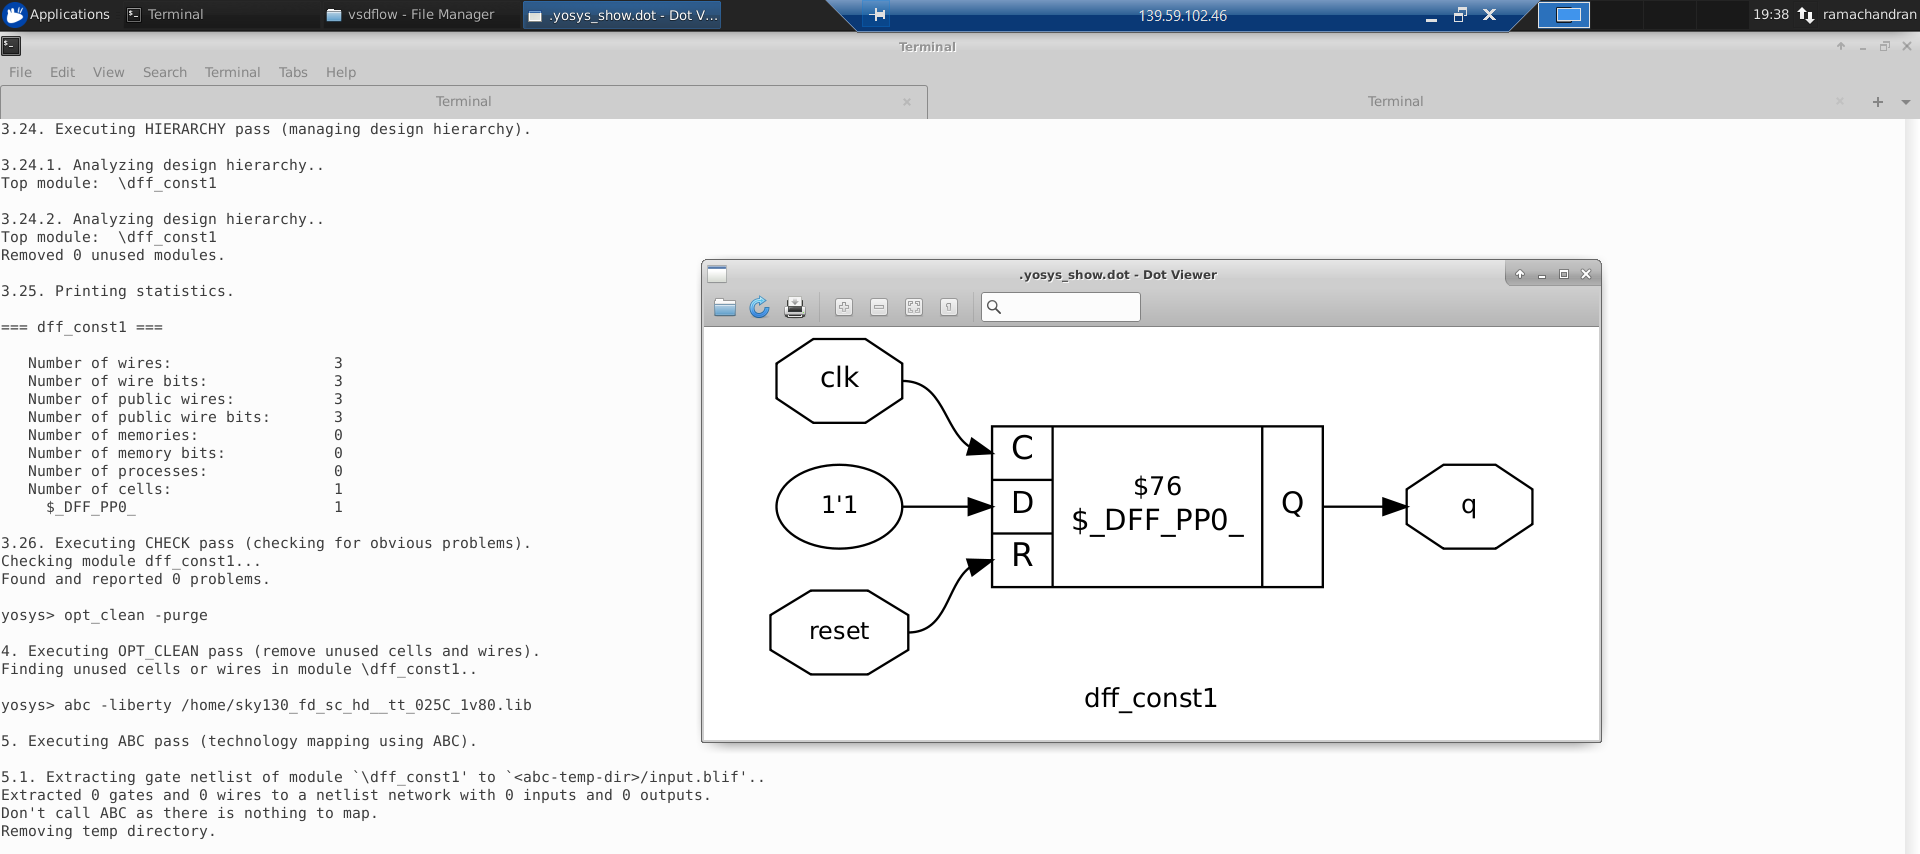 Applications Terminal vsdflow - File Manager .yosys_show.dot - Dot V... 139.59.102.46 19:38 ramachandran
Terminal
File Edit View Search Terminal Tabs Help
Terminal Terminal
3.24. Executing HIERARCHY pass (managing design hierarchy).
3.24.1. Analyzing design hierarchy..
Top module:  \dff_const1
3.24.2. Analyzing design hierarchy..
Top module:  \dff_const1
Removed 0 unused modules.
3.25. Printing statistics.
=== dff_const1 ===
Number of wires: 3
Number of wire bits: 3
Number of public wires: 3
Number of public wire bits: 3
Number of memories: 0
Number of memory bits: 0
Number of processes: 0
Number of cells: 1
$_DFF_PP0_ 1
3.26. Executing CHECK pass (checking for obvious problems).
Checking module dff_const1...
Found and reported 0 problems.
yosys> opt_clean -purge
4. Executing OPT_CLEAN pass (remove unused cells and wires).
Finding unused cells or wires in module \dff_const1..
yosys> abc -liberty /home/sky130_fd_sc_hd__tt_025C_1v80.lib
5. Executing ABC pass (technology mapping using ABC).
5.1. Extracting gate netlist of module `\dff_const1' to `<abc-temp-dir>/input.blif'..
Extracted 0 gates and 0 wires to a netlist network with 0 inputs and 0 outputs.
Don't call ABC as there is nothing to map.
Removing temp directory.
.yosys_show.dot - Dot Viewer
clk
C
1'1
D
$76
$_DFF_PP0_
Q
q
R
reset
dff_const1